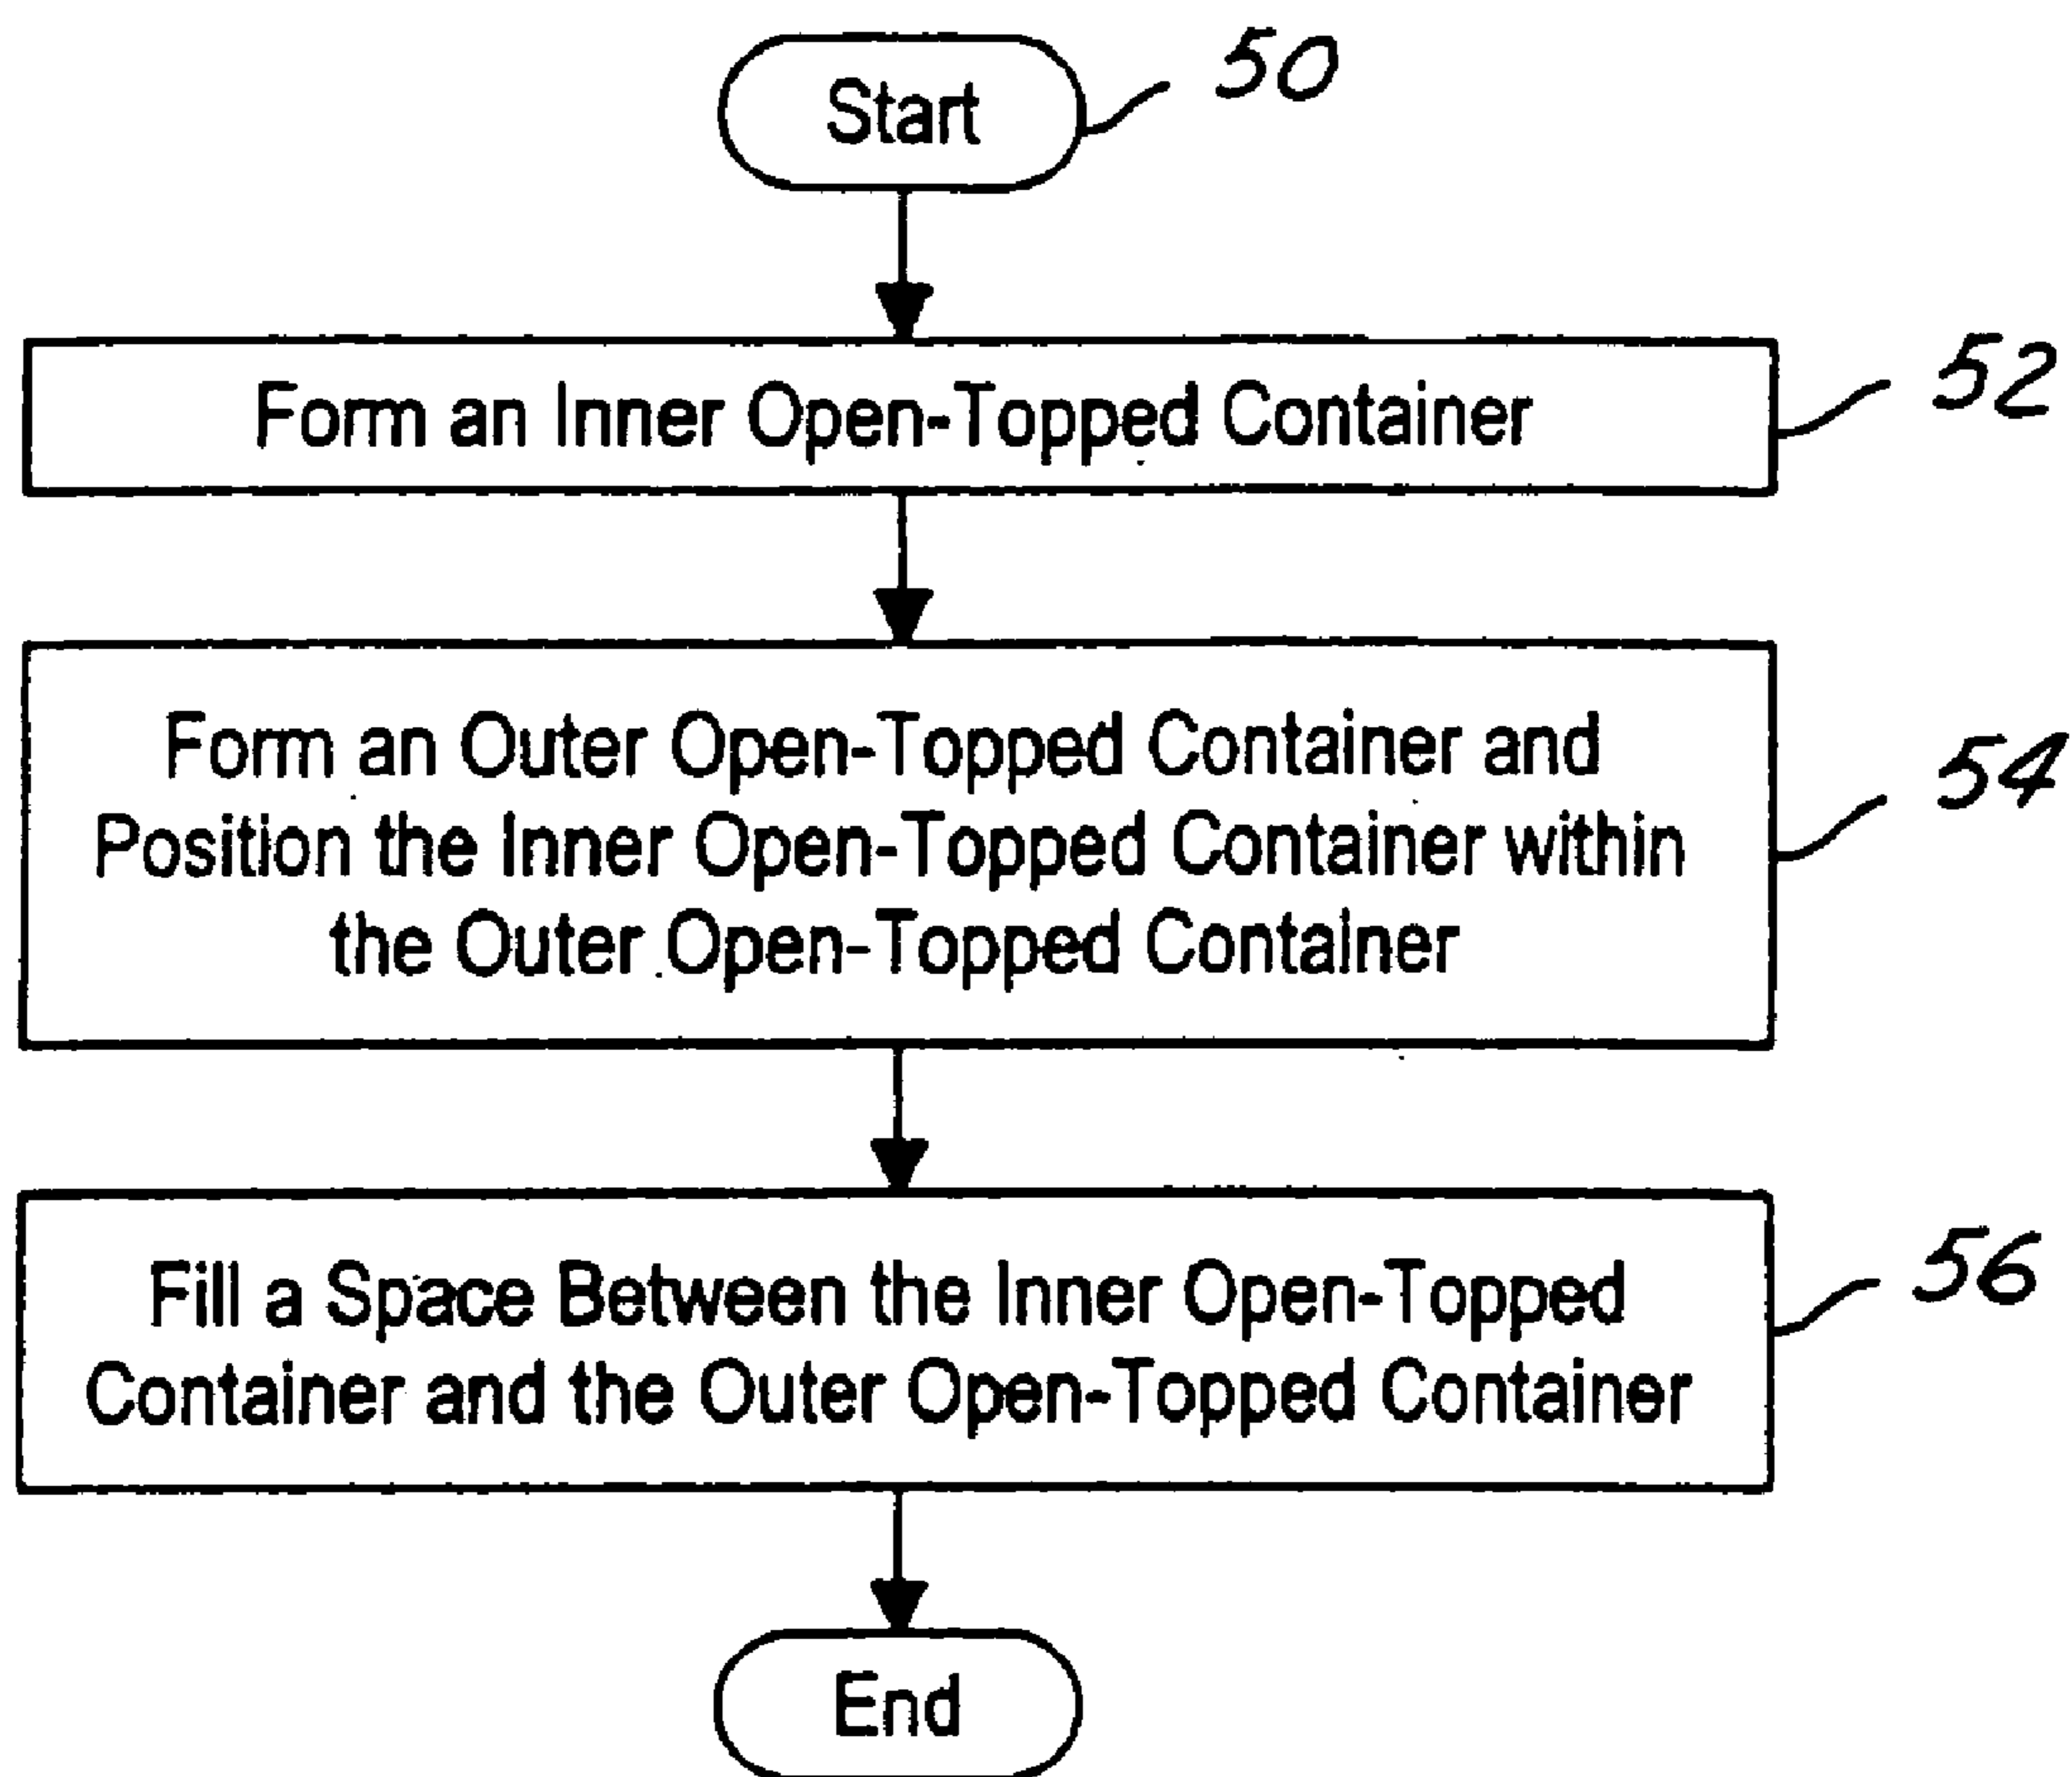 Start
50
Form an Inner Open-Topped Container
52
Form an Outer Open-Topped Container and
Position the Inner Open-Topped Container within
the Outer Open-Topped Container
54
Fill a Space Between the Inner Open-Topped
Container and the Outer Open-Topped Container
56
End